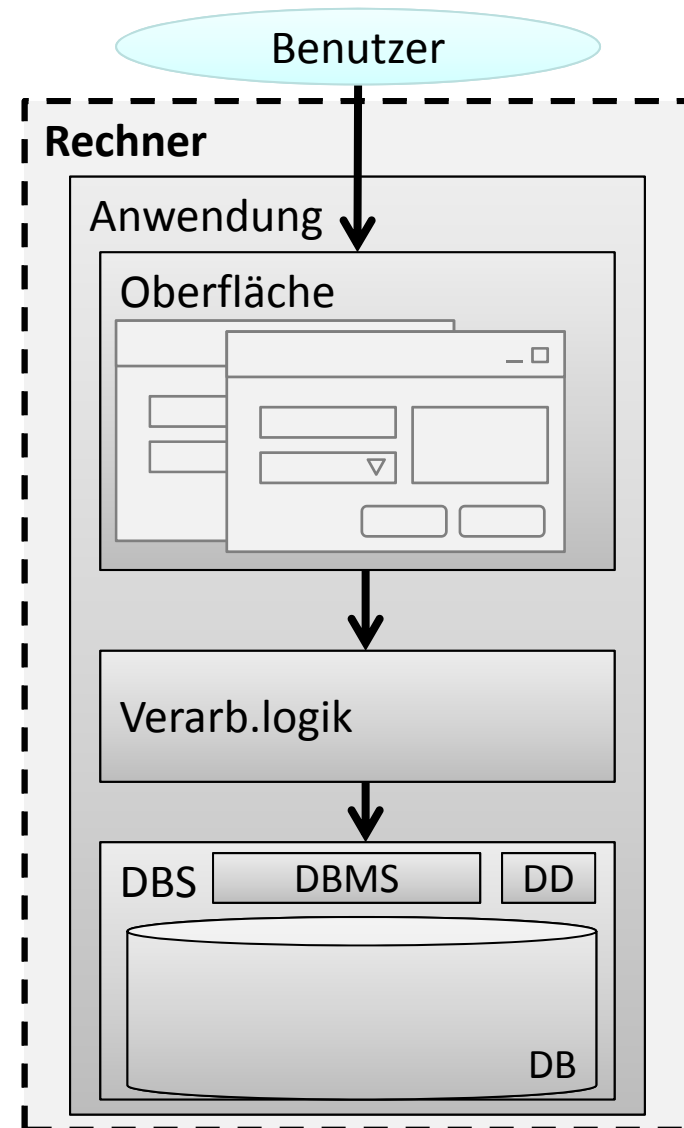 Benutzer
Rechner
Anwendung
Oberfläche
Verarb.logik
DBS DBMS DD
DB